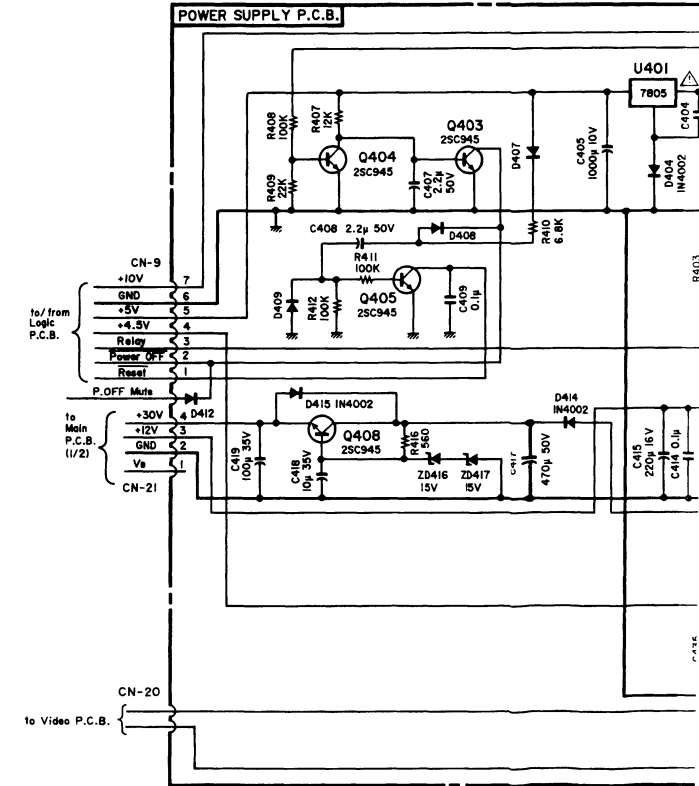 POWER SUPPLY P.C.B.
U401
7805
C404
R408
100K
R407
12K
Q404
2SC945
Q403
2SC945
C407
2.2μ
50V
D407
C405
1000μ 10V
D404
1N4002
R409
22K
C408 2.2μ 50V
D408
R410
6.8K
R411
100K
Q405
2SC945
D409
R412
100K
C409
0.1μ
R403
CN-9
+10V 7
GND 6
+5V 5
+4.5V 4
Relay 3
Power OFF 2
Reset 1
to/from
Logic
P.C.B.
P.OFF Mute
D412
to
Main
P.C.B.
(1/2)
+30V 4
+12V 3
GND 2
Vs 1
CN-21
D415 1N4002
Q408
2SC945
R416
560
C419
100μ 35V
C418
10μ 35V
ZD416
15V
ZD417
15V
C417
470μ 50V
D414
1N4002
C415
220μ 16V
C414 0.1μ
CN-20
to Video P.C.B.